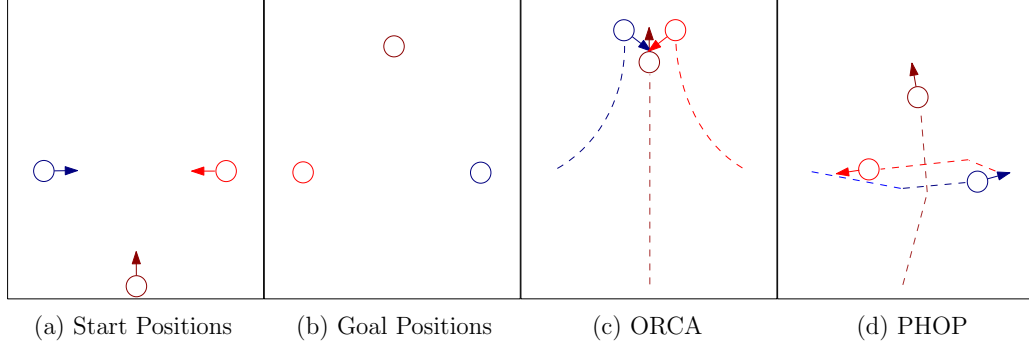 (a) Start Positions
(b) Goal Positions
(c) ORCA
(d) PHOP